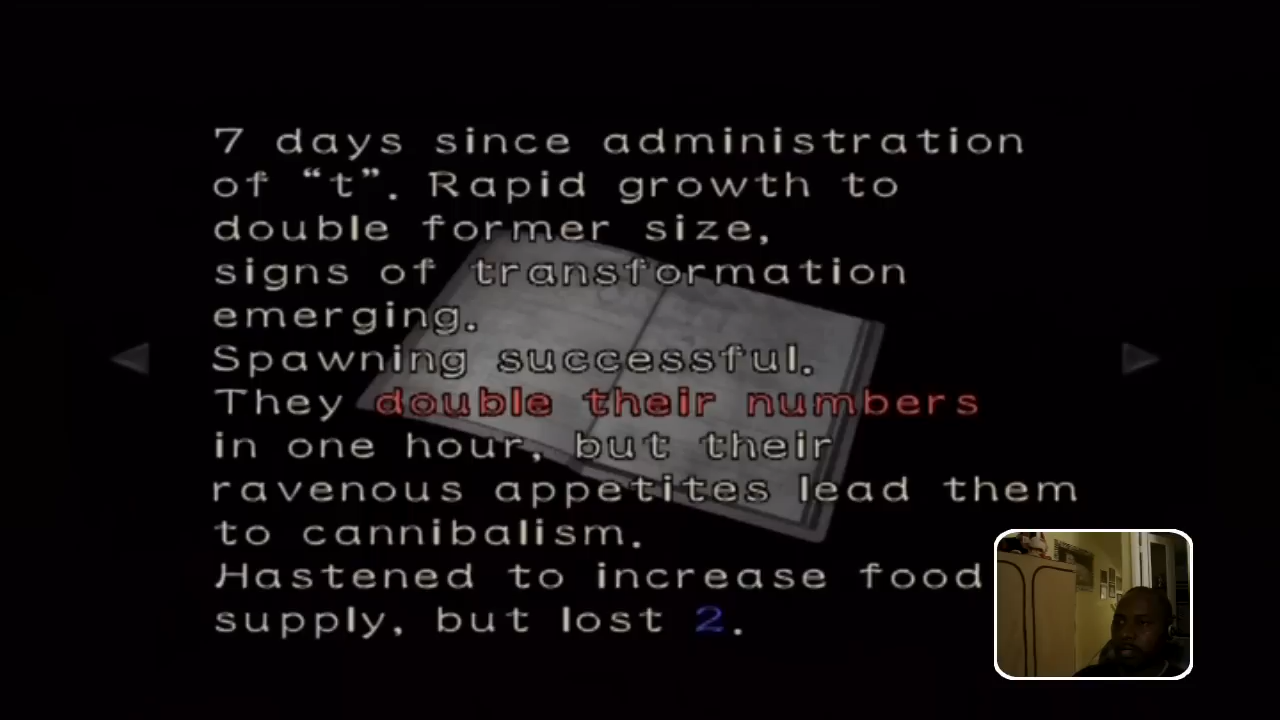 7 days since administration
of “t”. Rapid growth to
double former size,
signs of transformation
emerging.
Spawning successful.
They double their numbers
in one hour, but their
ravenous appetites lead them
to cannibalism.
Hastened to increase food
supply, but lost 2.